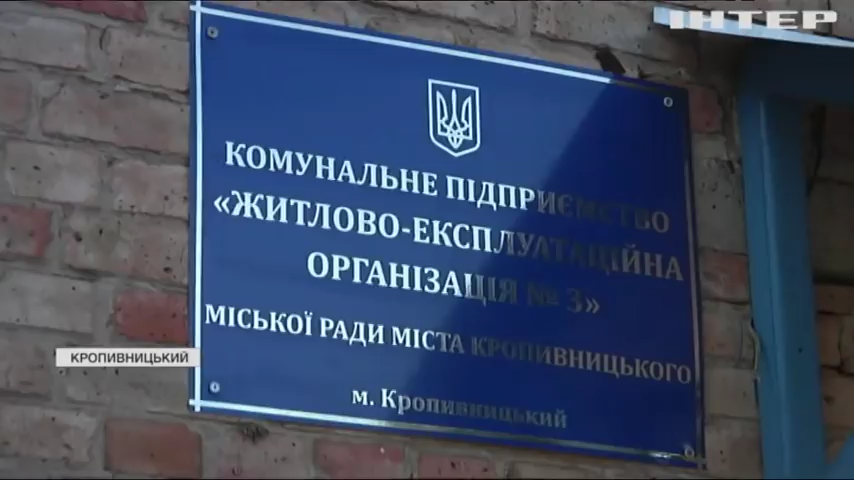 ІНТЕР
КОМУНАЛЬНЕ ПІДПРИЄМСТВО
«ЖИТЛОВО-ЕКСПЛУАТАЦІЙНА
ОРГАНІЗАЦІЯ № 3»
МІСЬКОЇ РАДИ МІСТА КРОПИВНИЦЬКОГО
КРОПИВНИЦЬКИЙ
м. Кропивницький